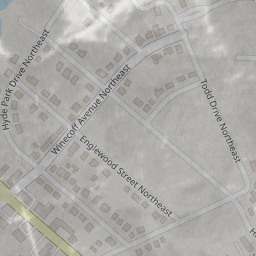 Hyde Park Drive Northeast
Winecoff Avenue Northeast
Todd Drive Northeast
Englewood Street Northeast
H